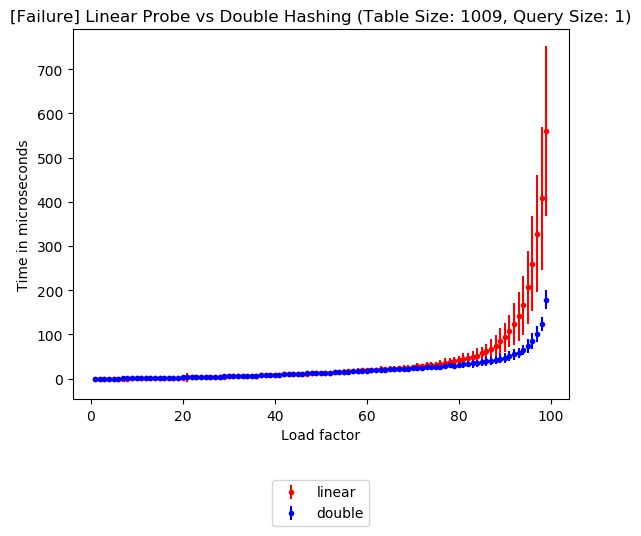 [Failure] Linear Probe vs Double Hashing (Table Size: 1009, Query Size: 1)
Time in microseconds
700
600
500
400
300
200
100
0
0 20 40 60 80 100
Load factor
linear
double